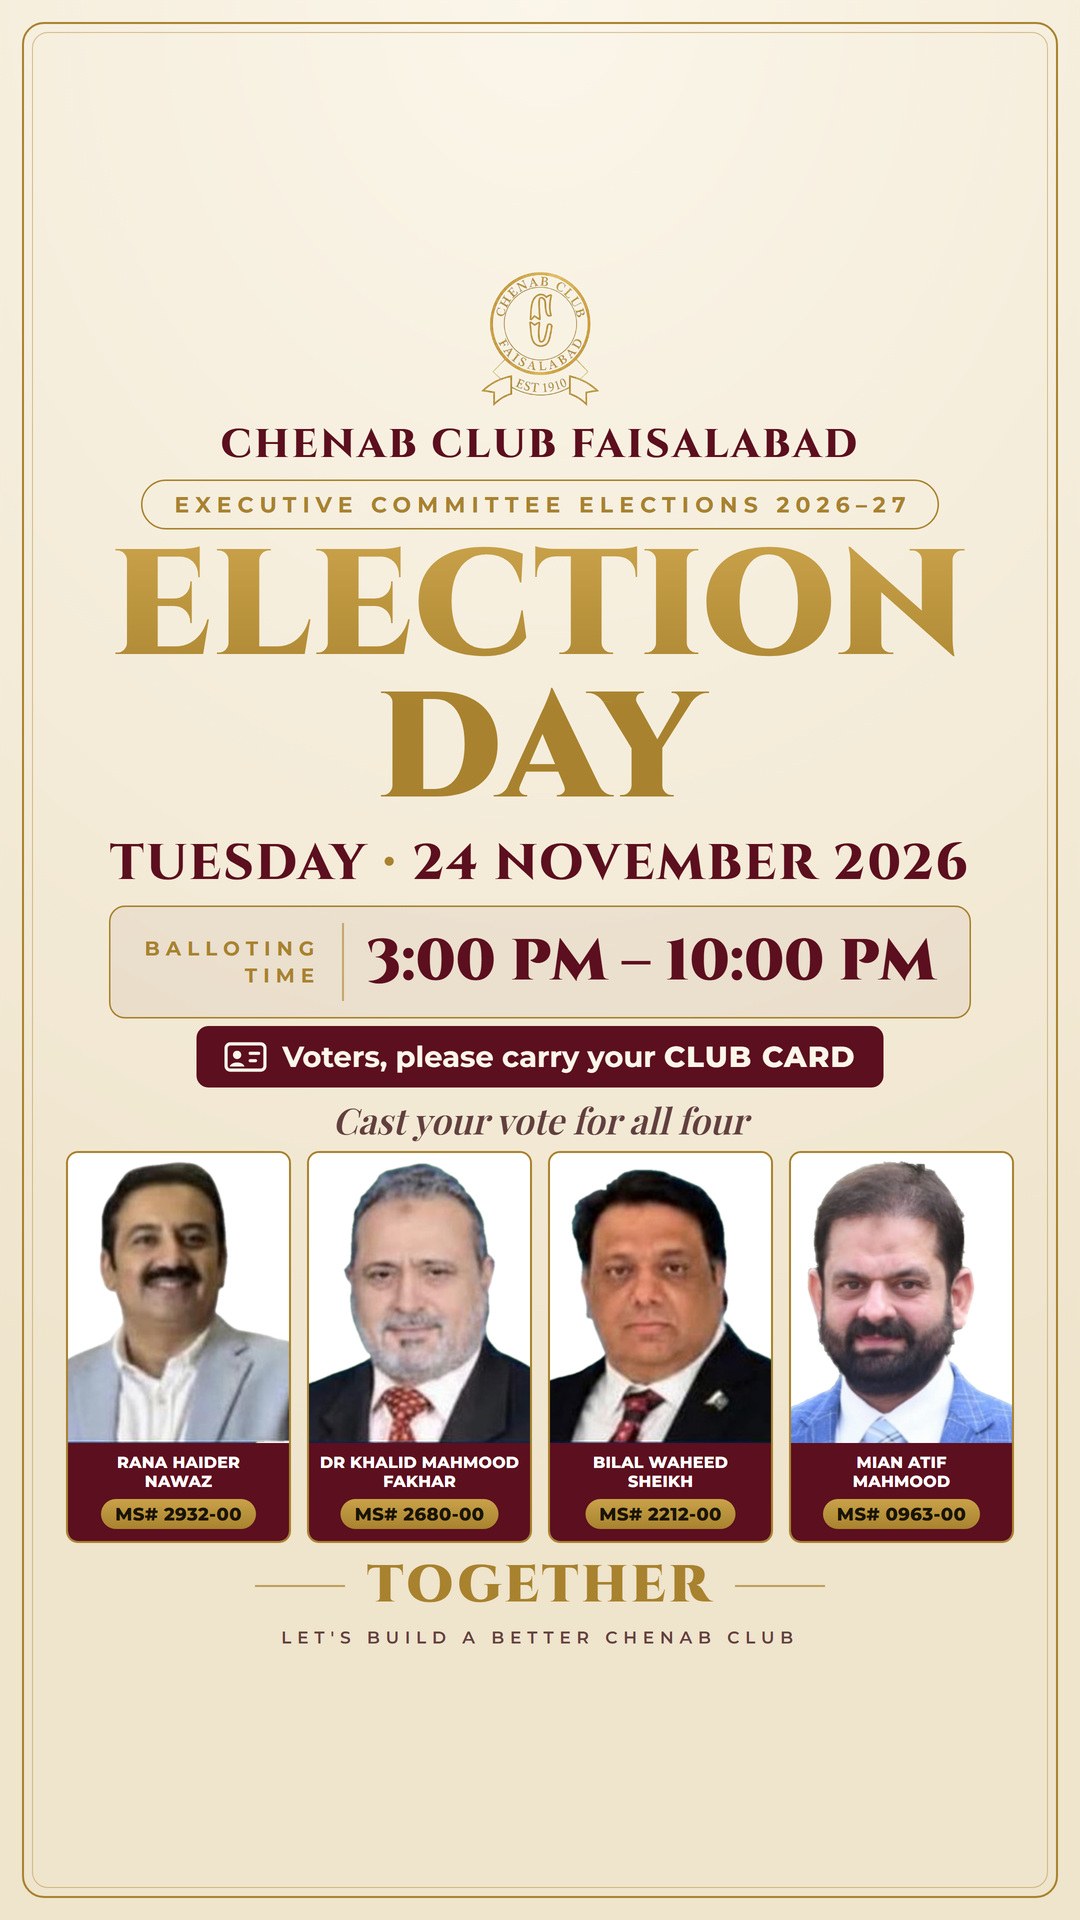 CHENAB CLUB
C
FAISALABAD
EST 1910
CHENAB CLUB FAISALABAD
EXECUTIVE COMMITTEE ELECTIONS 2026–27
ELECTION
DAY
TUESDAY · 24 NOVEMBER 2026
BALLOTING
TIME
3:00 PM – 10:00 PM
Voters, please carry your CLUB CARD
Cast your vote for all four
RANA HAIDER
NAWAZ
MS# 2932-00
DR KHALID MAHMOOD
FAKHAR
MS# 2680-00
BILAL WAHEED
SHEIKH
MS# 2212-00
MIAN ATIF
MAHMOOD
MS# 0963-00
TOGETHER
LET'S BUILD A BETTER CHENAB CLUB